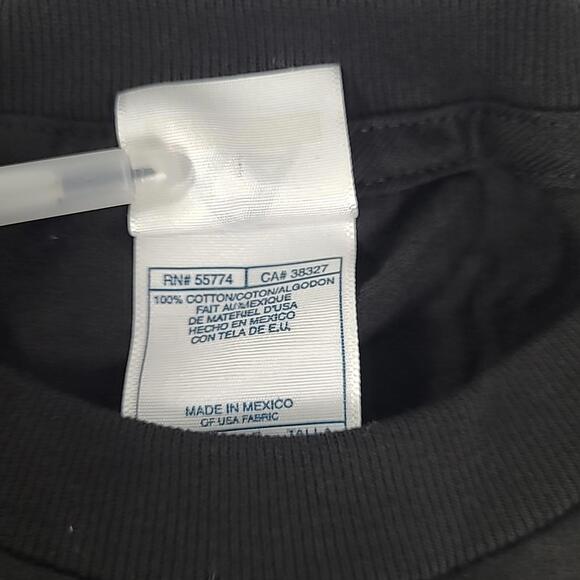 RN# 55774 CA# 38327
100% COTTON/COTON/ALGODON
FAIT AU MEXIQUE
DE MATERIEL D'USA
HECHO EN MEXICO
CON TELA DE E.U.
MADE IN MEXICO
OF USA FABRIC
TALLA